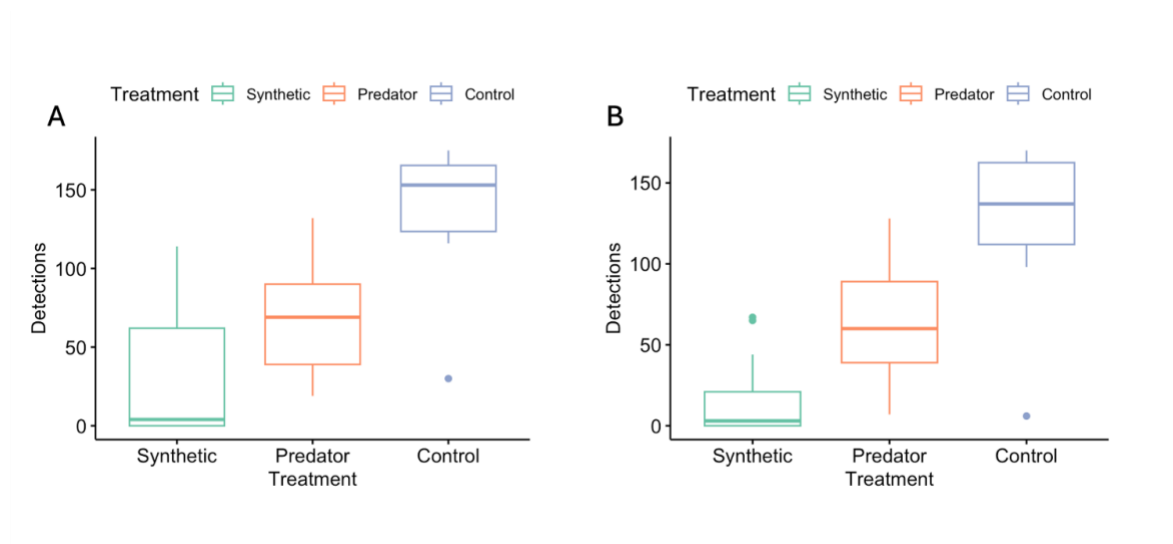 Treatment Synthetic Predator Control
A
Detections
150
100
50
0
Synthetic Predator Control
Treatment
Treatment Synthetic Predator Control
B
Detections
150
100
50
0
Synthetic Predator Control
Treatment